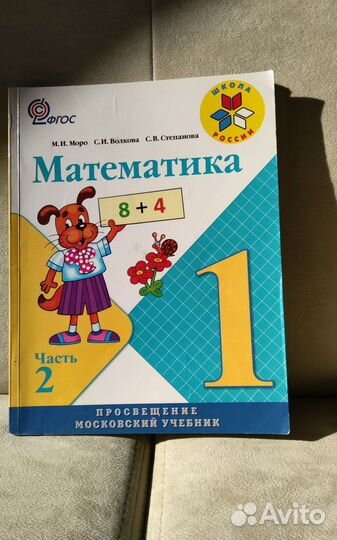 ФГОС
ШКОЛА
РОССИИ
М.И. Моро С.И. Волкова С.В. Степанова
Математика
8 + 4
1
Часть
2
ПРОСВЕЩЕНИЕ
МОСКОВСКИЙ УЧЕБНИК
Avito